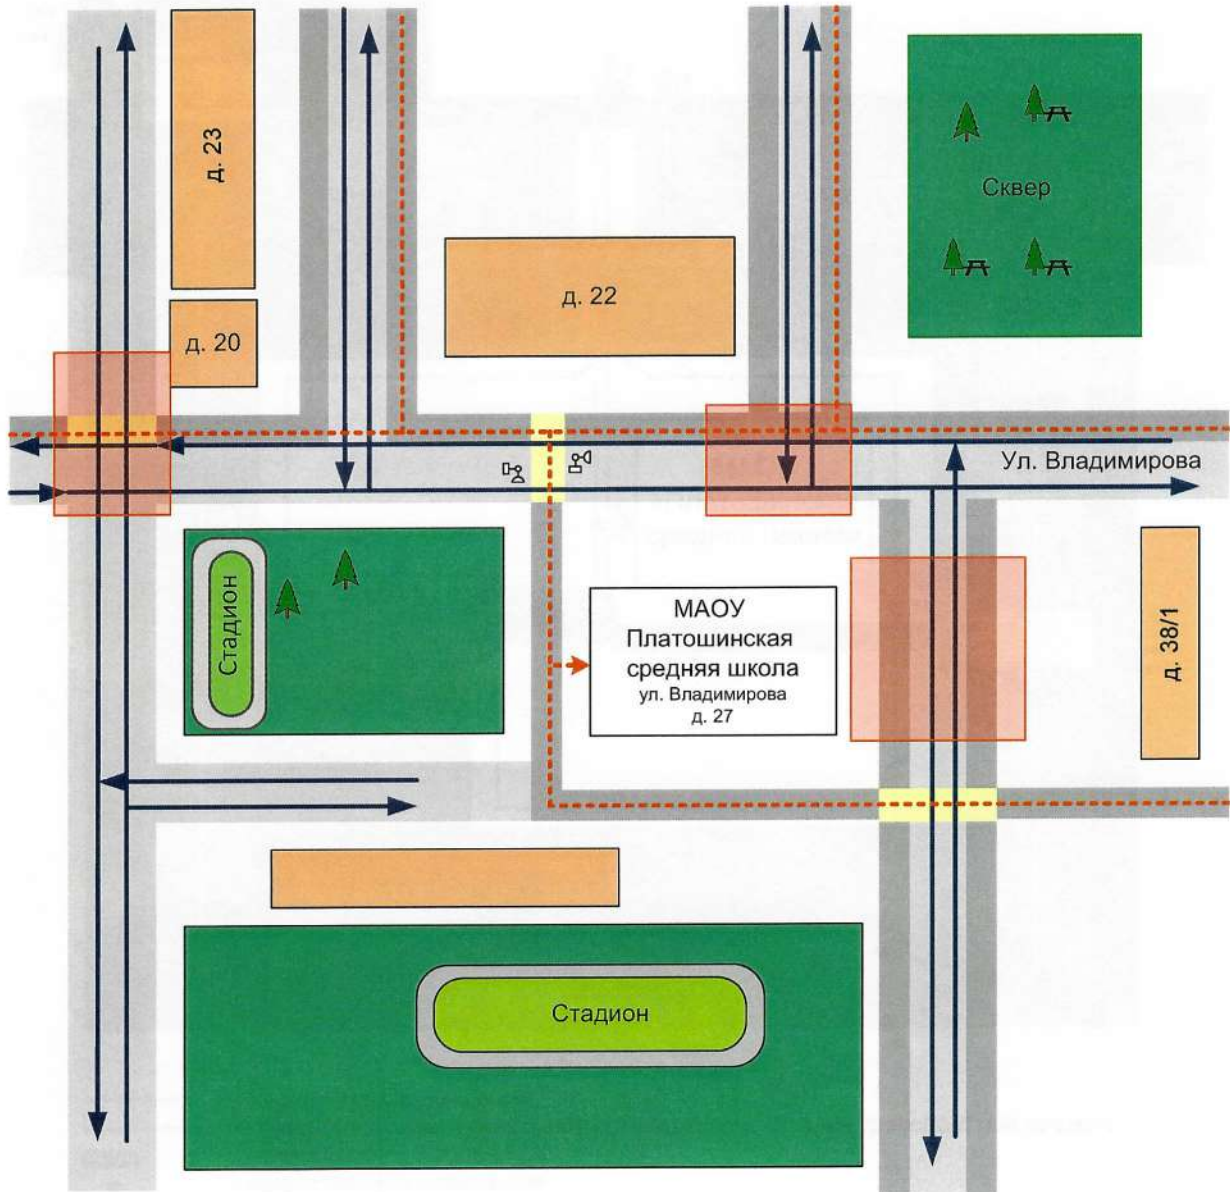 д. 23
д. 20
д. 22
Сквер
Ул. Владимирова
Стадион
МАОУ
Платошинская
средняя школа
ул. Владимирова
д. 27
д. 38/1
Стадион